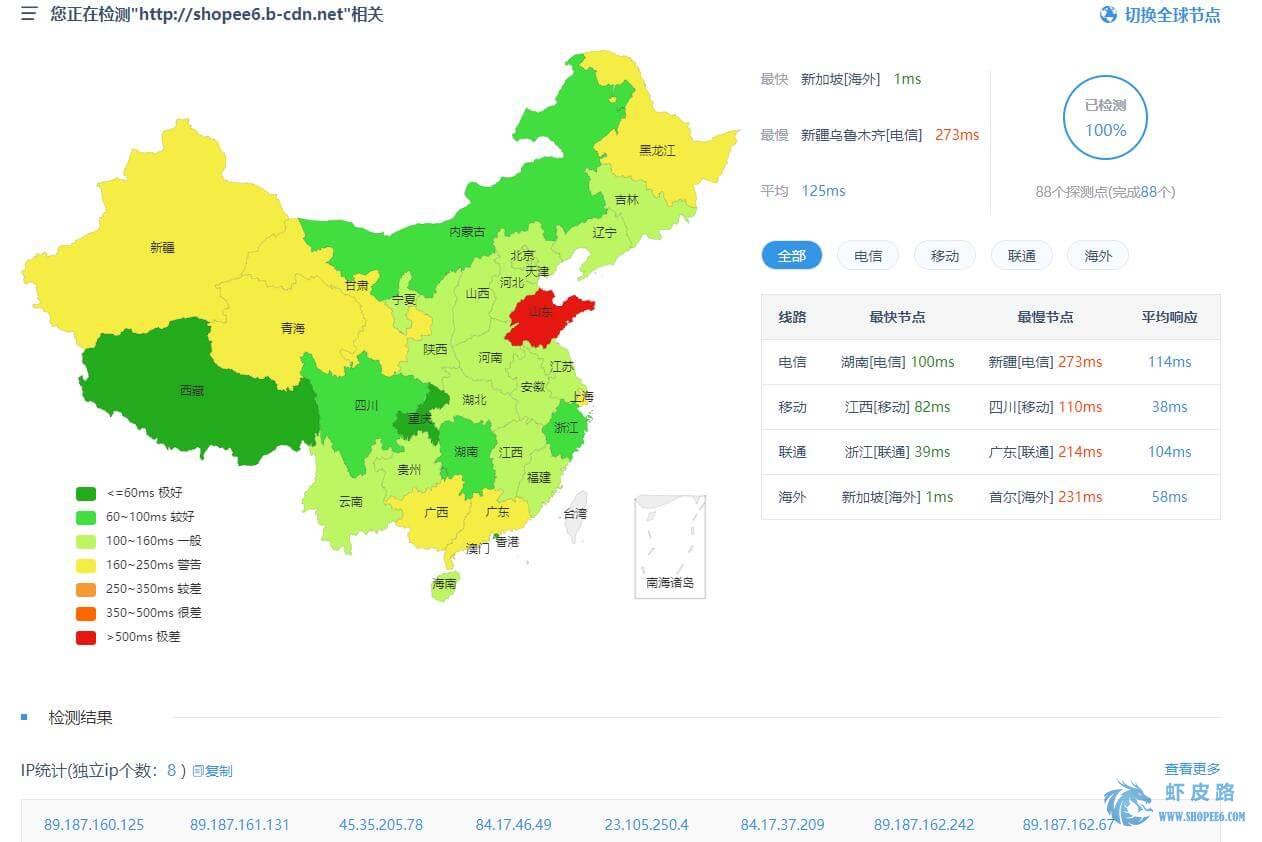 您正在检测"http://shopee6.b-cdn.net"相关
切换全球节点
最快 新加坡[海外] 1ms
最慢 新疆乌鲁木齐[电信] 273ms
平均 125ms
已检测
100%
88个探测点(完成88个)
全部 电信 移动 联通 海外
线路 最快节点 最慢节点 平均响应
电信 湖南[电信] 100ms 新疆[电信] 273ms 114ms
移动 江西[移动] 82ms 四川[移动] 110ms 38ms
联通 浙江[联通] 39ms 广东[联通] 214ms 104ms
海外 新加坡[海外] 1ms 首尔[海外] 231ms 58ms
黑龙江
吉林
辽宁
内蒙古
新疆
北京
天津
河北
甘肃
宁夏
山西
山东
青海
陕西
河南
江苏
西藏
安徽
上海
四川
湖北
重庆
浙江
湖南
江西
贵州
福建
云南
广西
广东
台湾
香港
澳门
海南
南海诸岛
<=60ms 极好
60~100ms 较好
100~160ms 一般
160~250ms 警告
250~350ms 较差
350~500ms 很差
>500ms 极差
检测结果
IP统计(独立ip个数：8 ) 复制
查看更多
89.187.160.125 89.187.161.131 45.35.205.78 84.17.46.49 23.105.250.4 84.17.37.209 89.187.162.242 89.187.162.67
虾皮路
WWW.SHOPEE6.COM